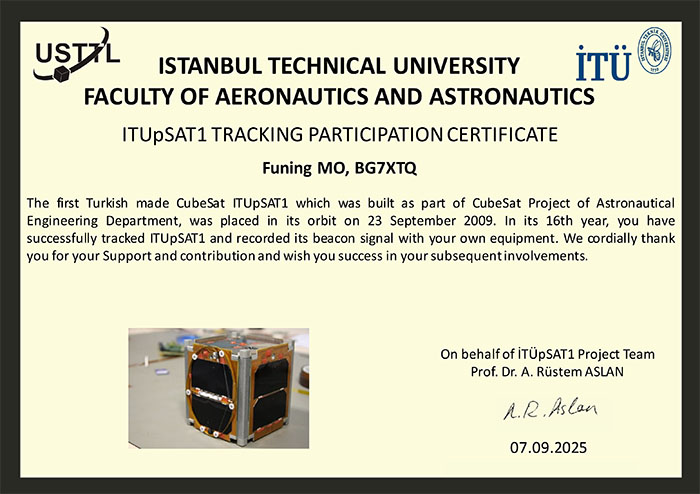 USTTL
İTÜ
ISTANBUL TECHNICAL UNIVERSITY
FACULTY OF AERONAUTICS AND ASTRONAUTICS
ITUpSAT1 TRACKING PARTICIPATION CERTIFICATE
Funing MO, BG7XTQ
The first Turkish made CubeSat ITUpSAT1 which was built as part of CubeSat Project of Astronautical
Engineering Department, was placed in its orbit on 23 September 2009. In its 16th year, you have
successfully tracked ITUpSAT1 and recorded its beacon signal with your own equipment. We cordially thank
you for your Support and contribution and wish you success in your subsequent involvements.
On behalf of İTÜpSAT1 Project Team
Prof. Dr. A. Rüstem ASLAN
A.R. Aslan
07.09.2025